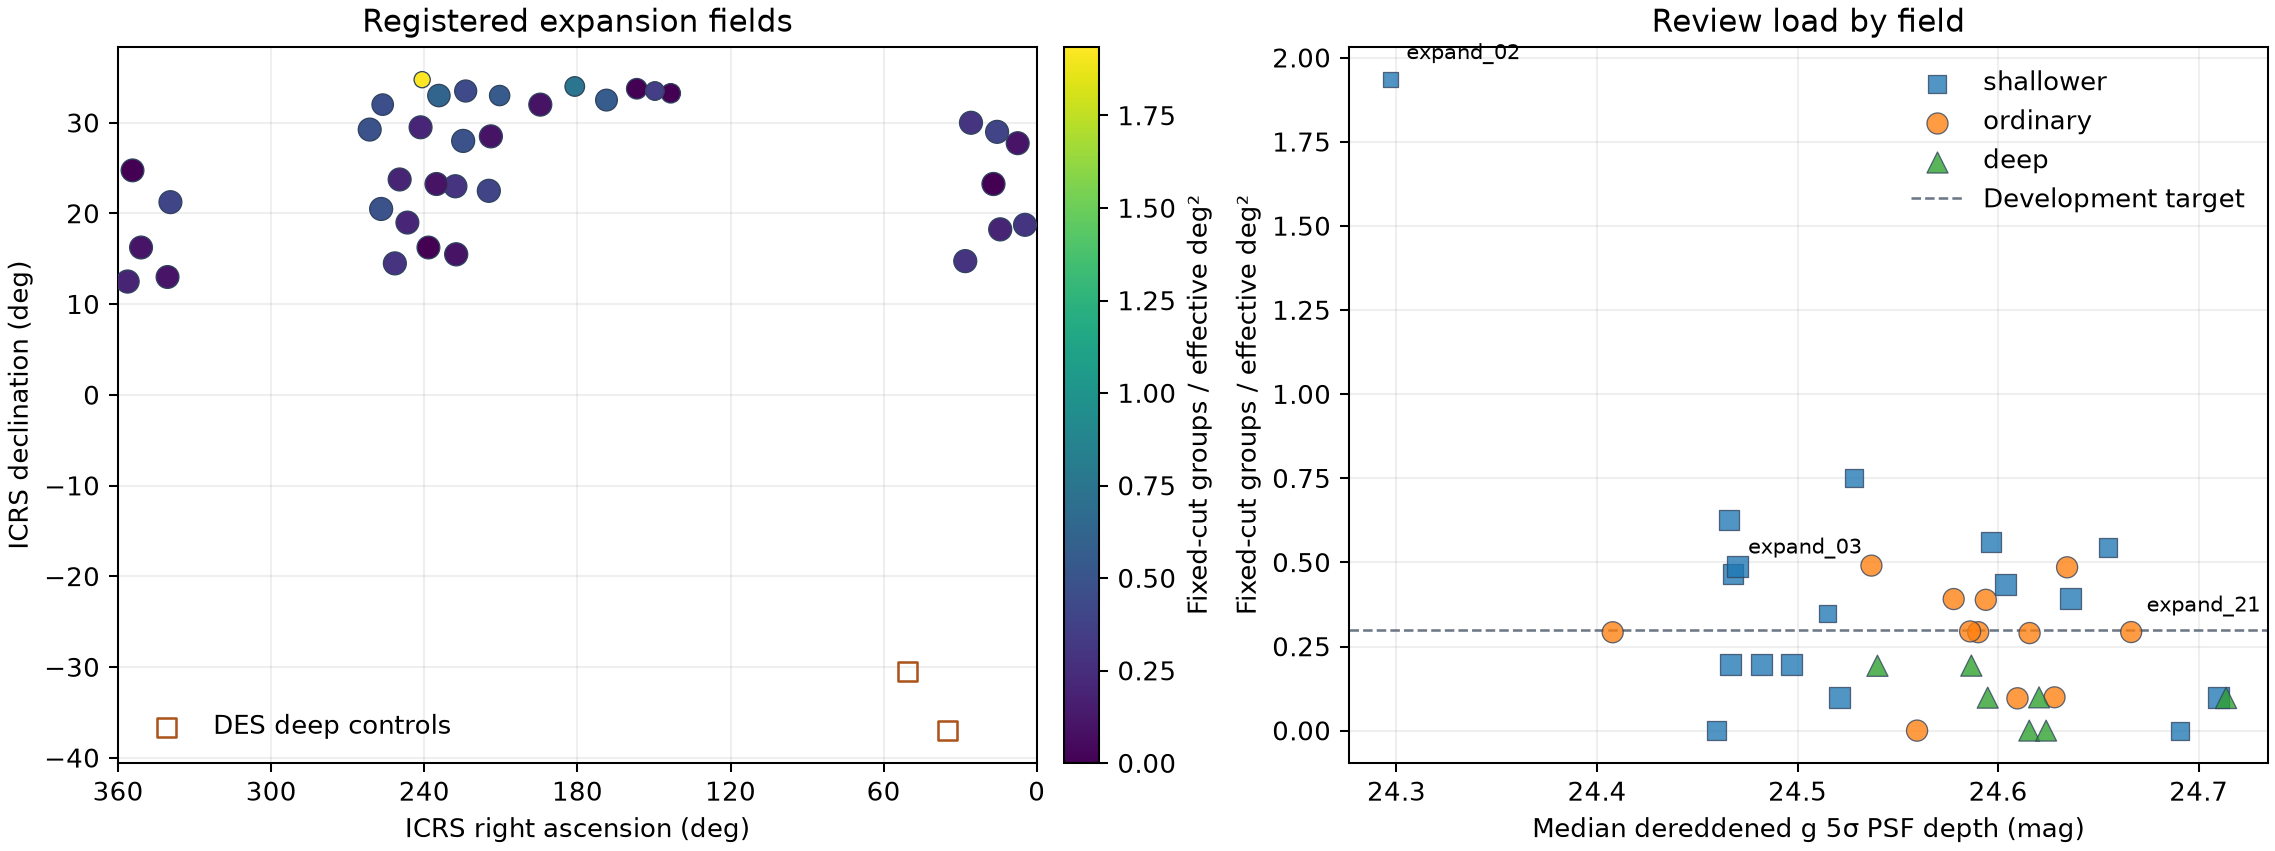 Registered expansion fields
ICRS declination (deg)
30
20
10
0
−10
−20
−30
−40
360
300
240
180
120
60
0
ICRS right ascension (deg)
DES deep controls
1.75
1.50
1.25
1.00
0.75
0.50
0.25
0.00
Fixed-cut groups / effective deg²
Review load by field
Fixed-cut groups / effective deg²
2.00
1.75
1.50
1.25
1.00
0.75
0.50
0.25
0.00
24.3
24.4
24.5
24.6
24.7
Median dereddened g 5σ PSF depth (mag)
expand_02
expand_03
expand_21
shallower
ordinary
deep
Development target